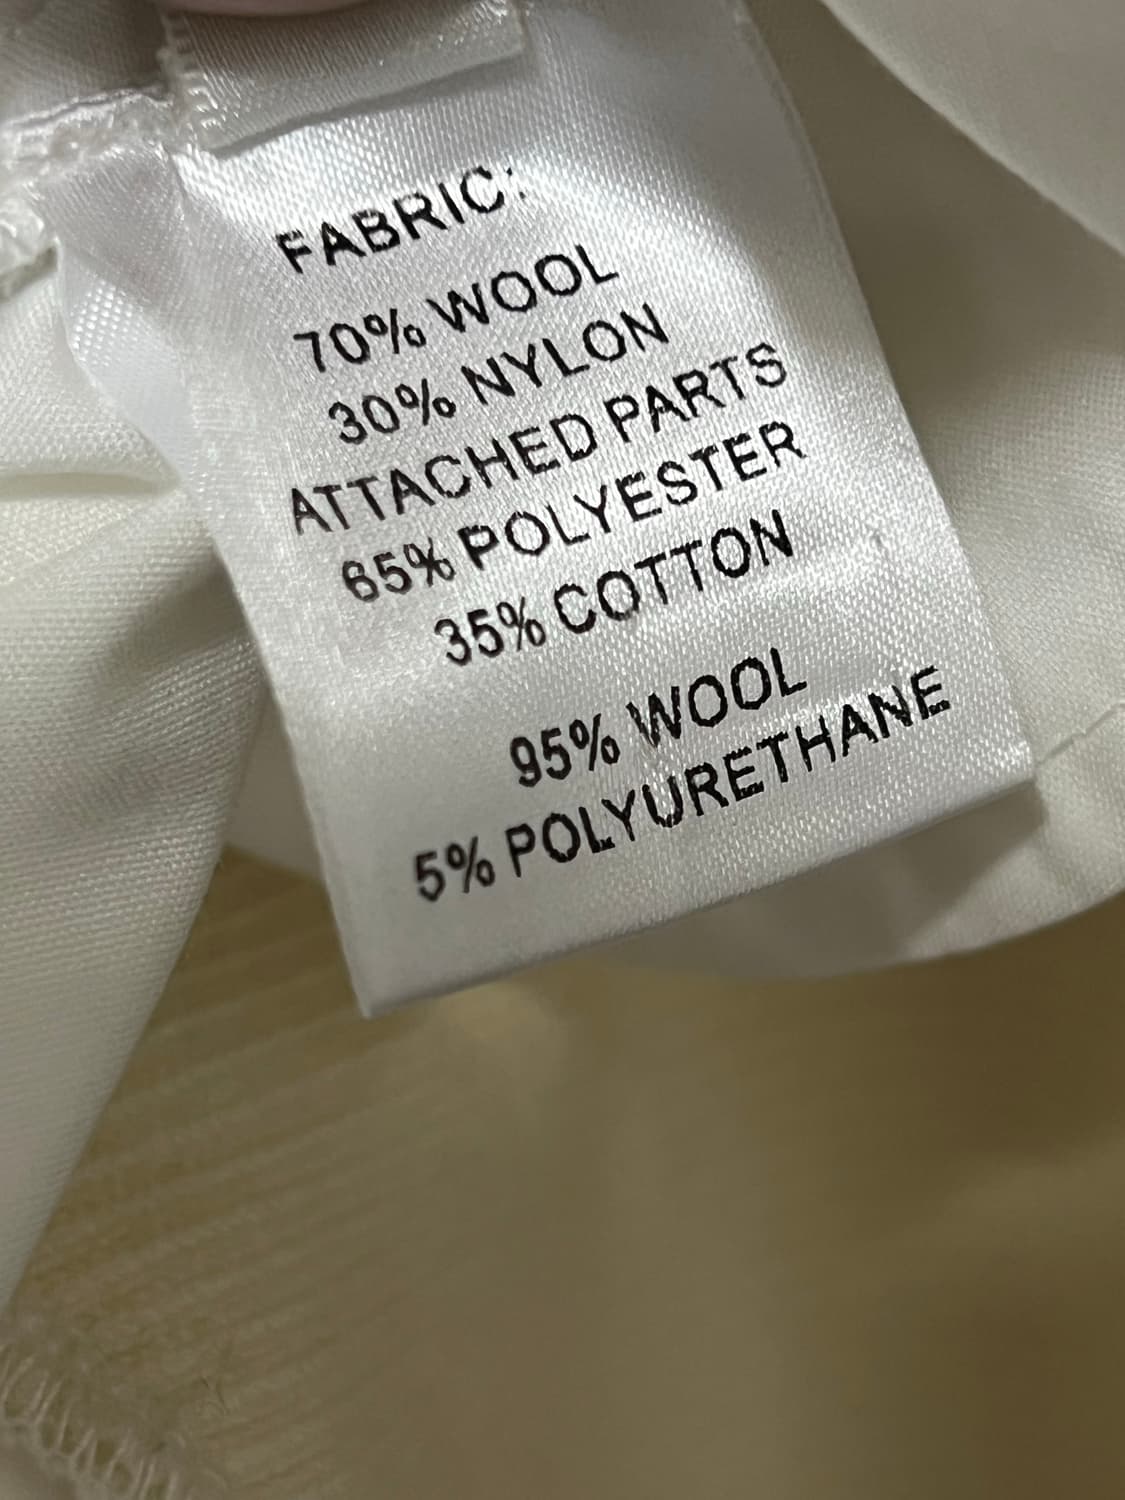 FABRIC:
70% WOOL
30% NYLON
ATTACHED PARTS
65% POLYESTER
35% COTTON
95% WOOL
5% POLYURETHANE